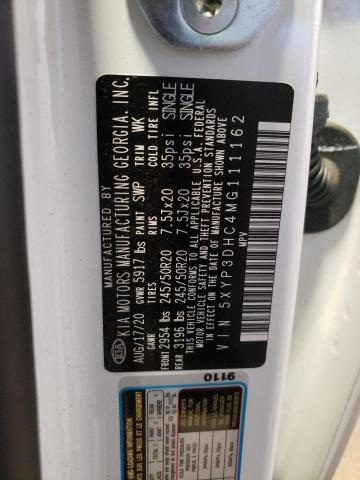 MANUFACTURED BY
KIA KIA MOTORS MANUFACTURING GEORGIA, INC.
AUG/17/20 GVWR 5917 lbs PAINT SWP TRIM WK
GAWR TIRES RIMS COLD TIRE INFL
FRONT 2954 lbs 245/50R20 7.5Jx20 35psi SINGLE
REAR 3196 lbs 245/50R20 7.5Jx20 35psi SINGLE
THIS VEHICLE CONFORMS TO ALL APPLICABLE U.S.A. FEDERAL
MOTOR VEHICLE SAFETY AND THEFT PREVENTION STANDARDS
IN EFFECT ON THE DATE OF MANUFACTURE SHOWN ABOVE
V I N 5XYP3DHC4MG111162
MPV
9110